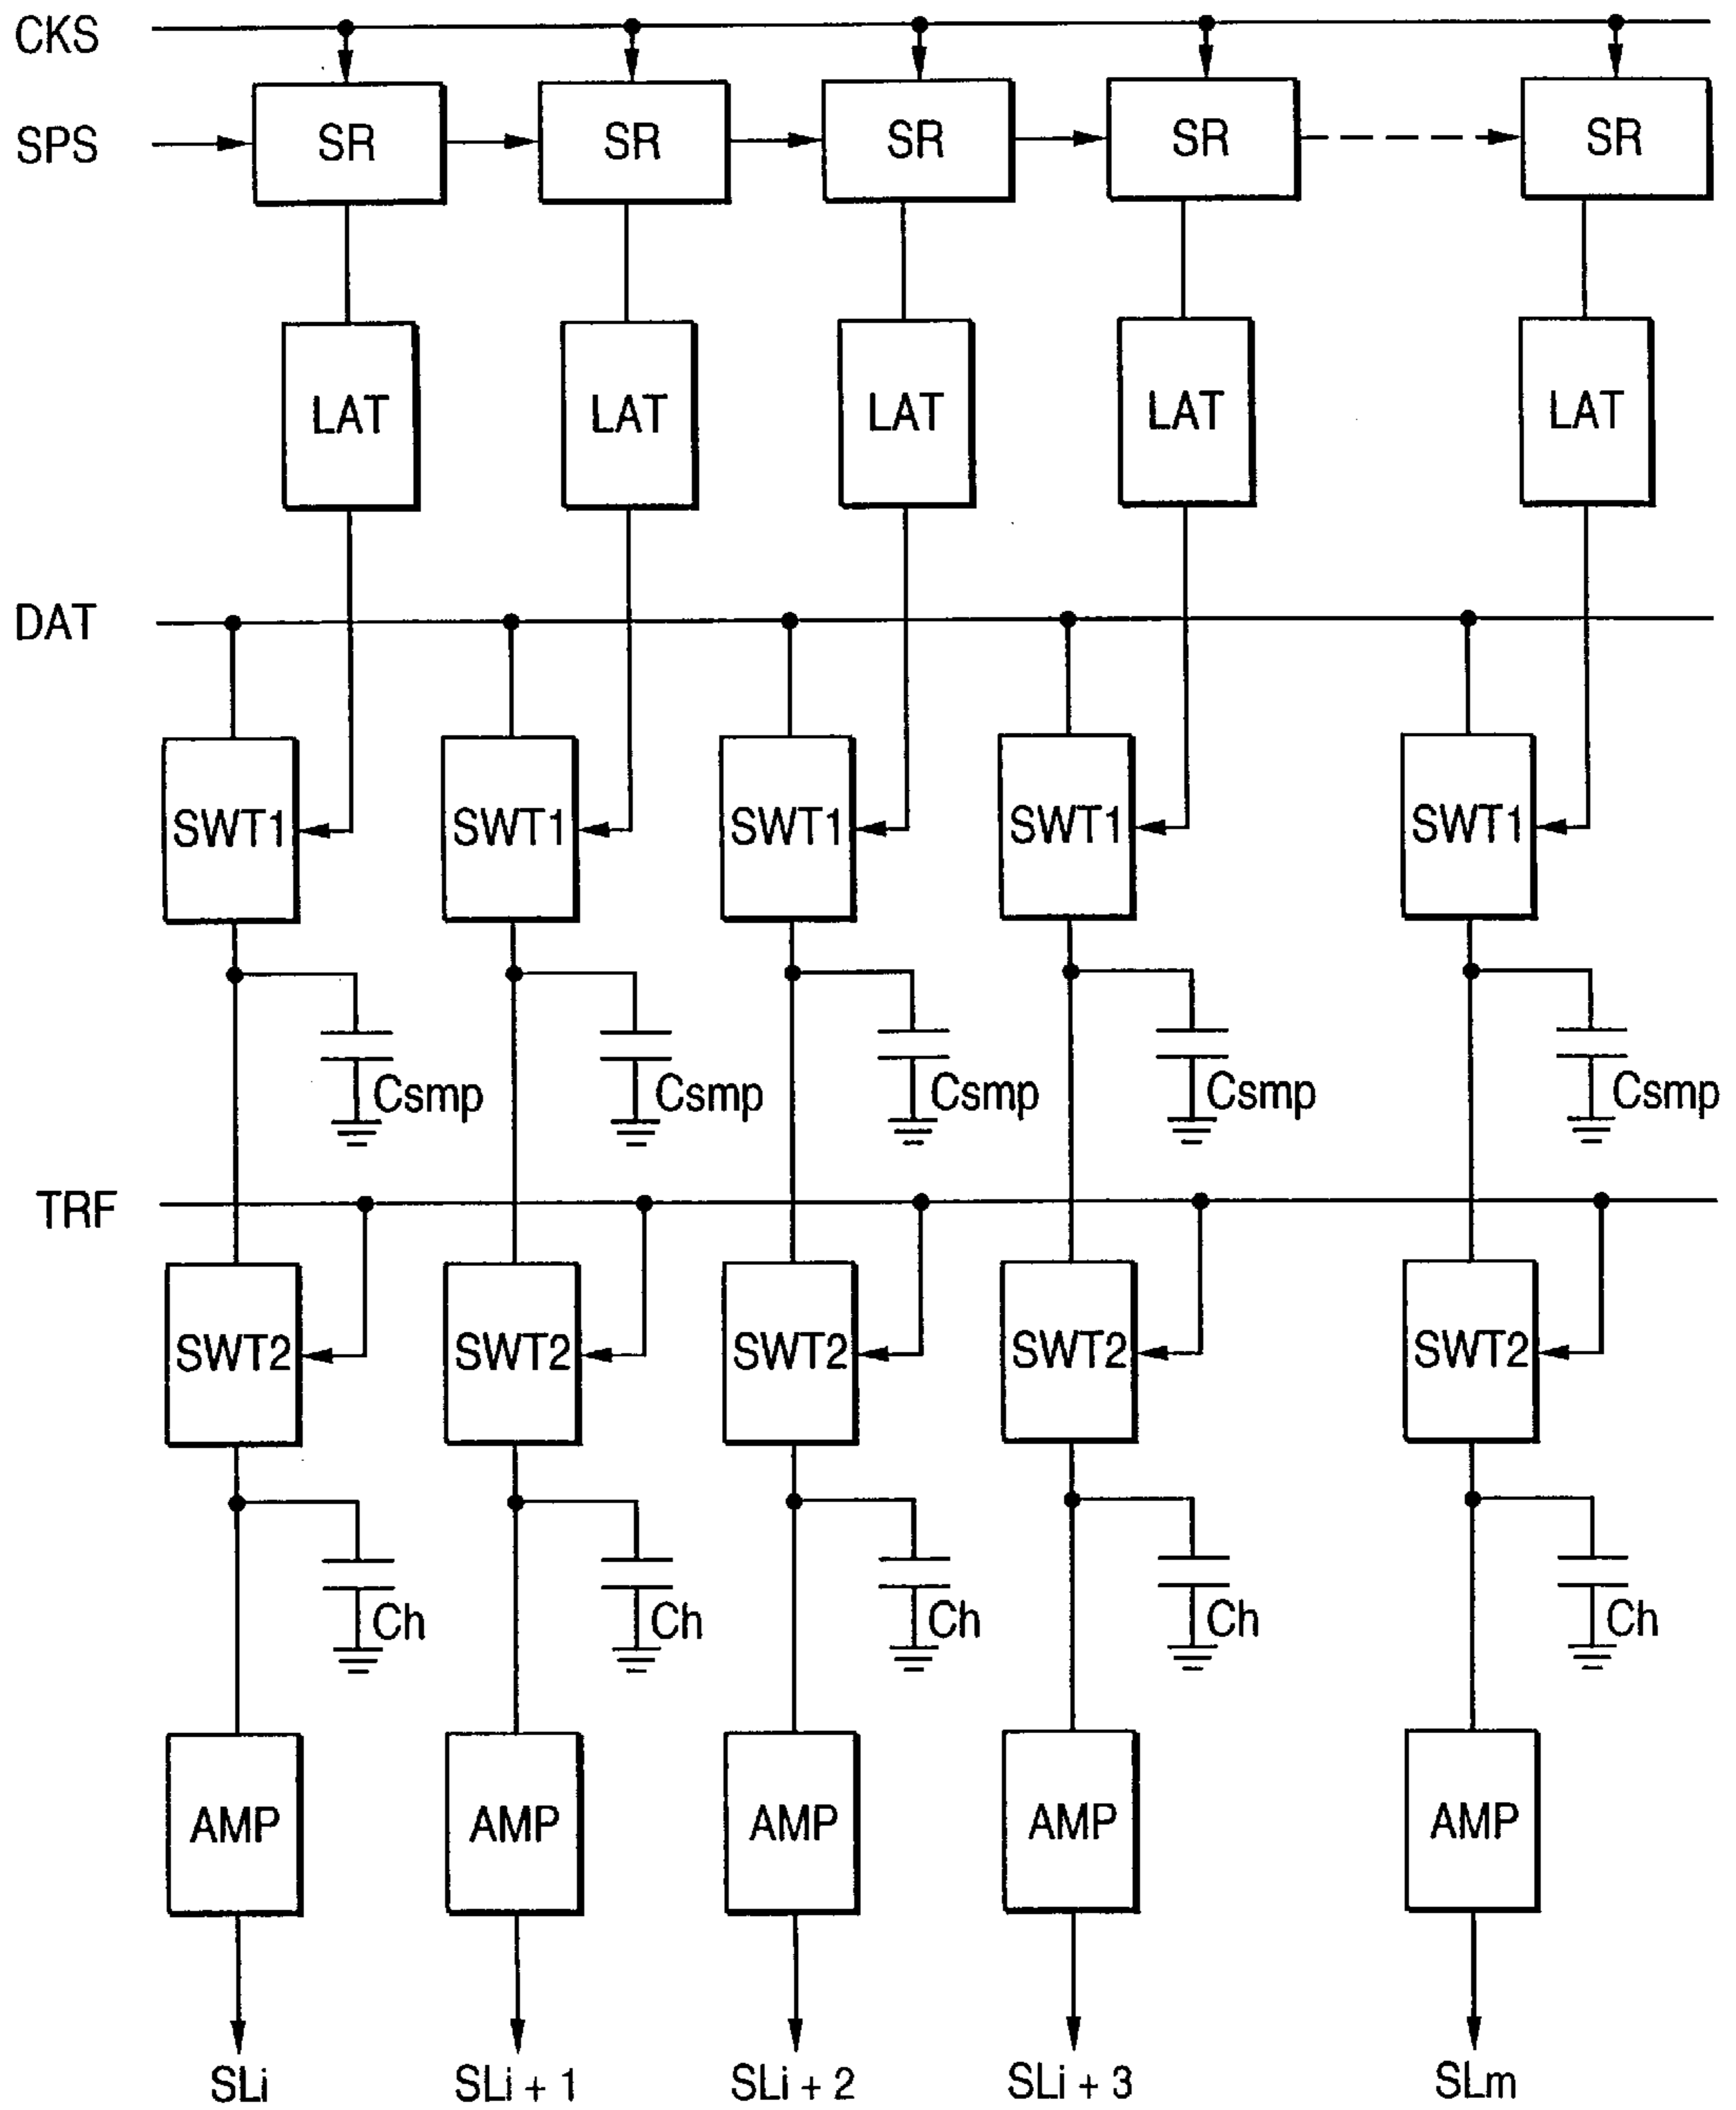 CKS
SPS
SR SR SR SR SR
LAT LAT LAT LAT LAT
DAT
SWT1 SWT1 SWT1 SWT1 SWT1
Csmp Csmp Csmp Csmp Csmp
TRF
SWT2 SWT2 SWT2 SWT2 SWT2
Ch Ch Ch Ch Ch
AMP AMP AMP AMP AMP
SLi SLi + 1 SLi + 2 SLi + 3 SLm